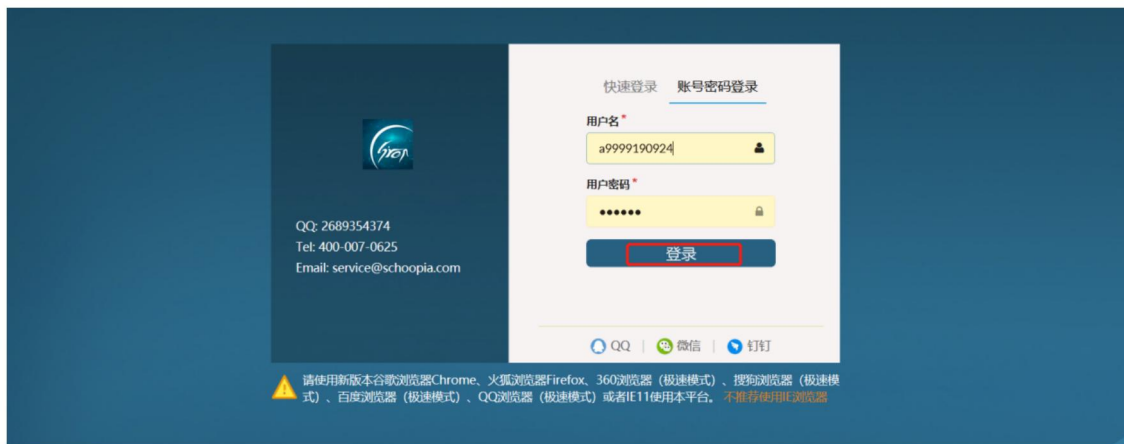 快速登录 账号密码登录
用户名*
a9999190924
用户密码*
••••••
登录
QQ: 2689354374
Tel: 400-007-0625
Email: service@schoopia.com
QQ | 微信 | 钉钉
请使用新版本谷歌浏览器Chrome、火狐浏览器Firefox、360浏览器（极速模式）、搜狗浏览器（极速模
式）、百度浏览器（极速模式）、QQ浏览器（极速模式）或者IE11使用本平台。 不推荐使用IE浏览器